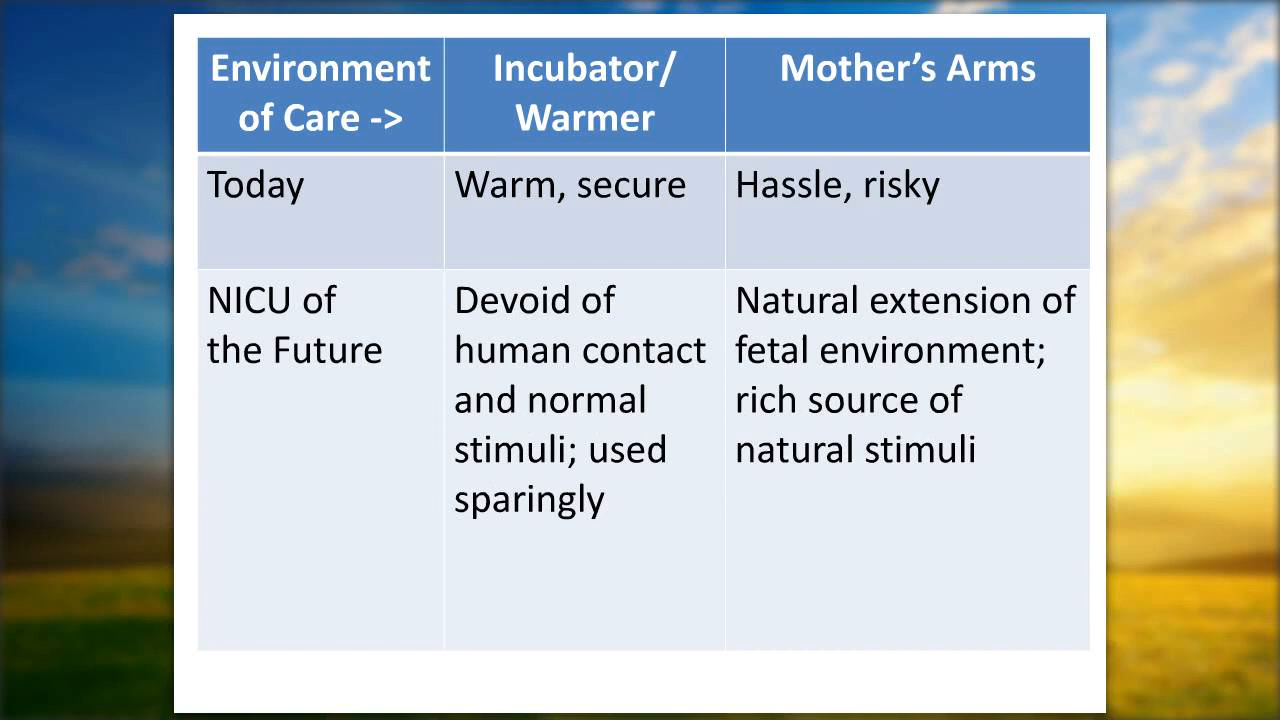 Environment
of Care ->
Incubator/
Warmer
Mother’s Arms
Today
Warm, secure
Hassle, risky
NICU of
the Future
Devoid of
human contact
and normal
stimuli; used
sparingly
Natural extension of
fetal environment;
rich source of
natural stimuli